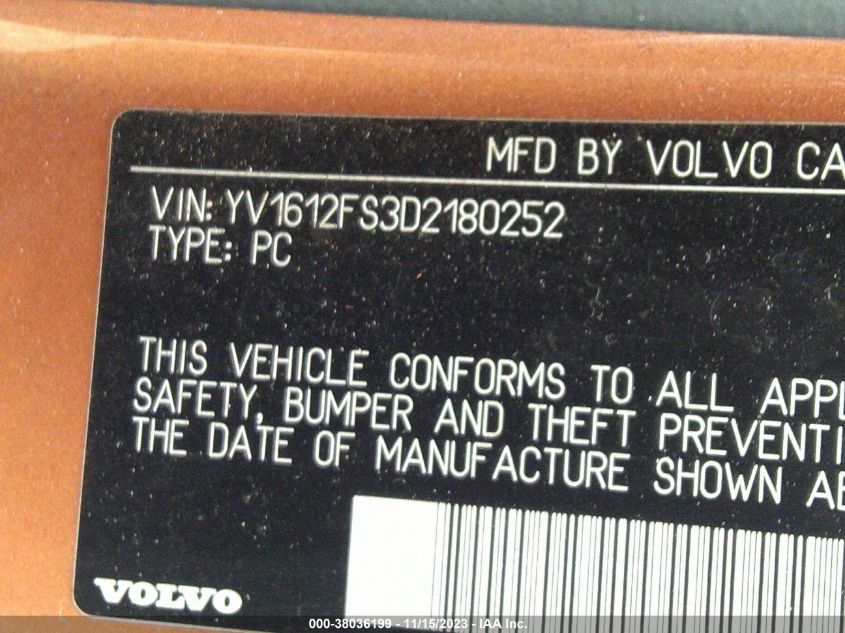 MFD BY VOLVO CA
VIN: YV1612FS3D2180252
TYPE: PC
THIS VEHICLE CONFORMS TO ALL APPL
SAFETY, BUMPER AND THEFT PREVENTI
THE DATE OF MANUFACTURE SHOWN AB
VOLVO
000-38036199 - 11/15/2023 - IAA Inc.